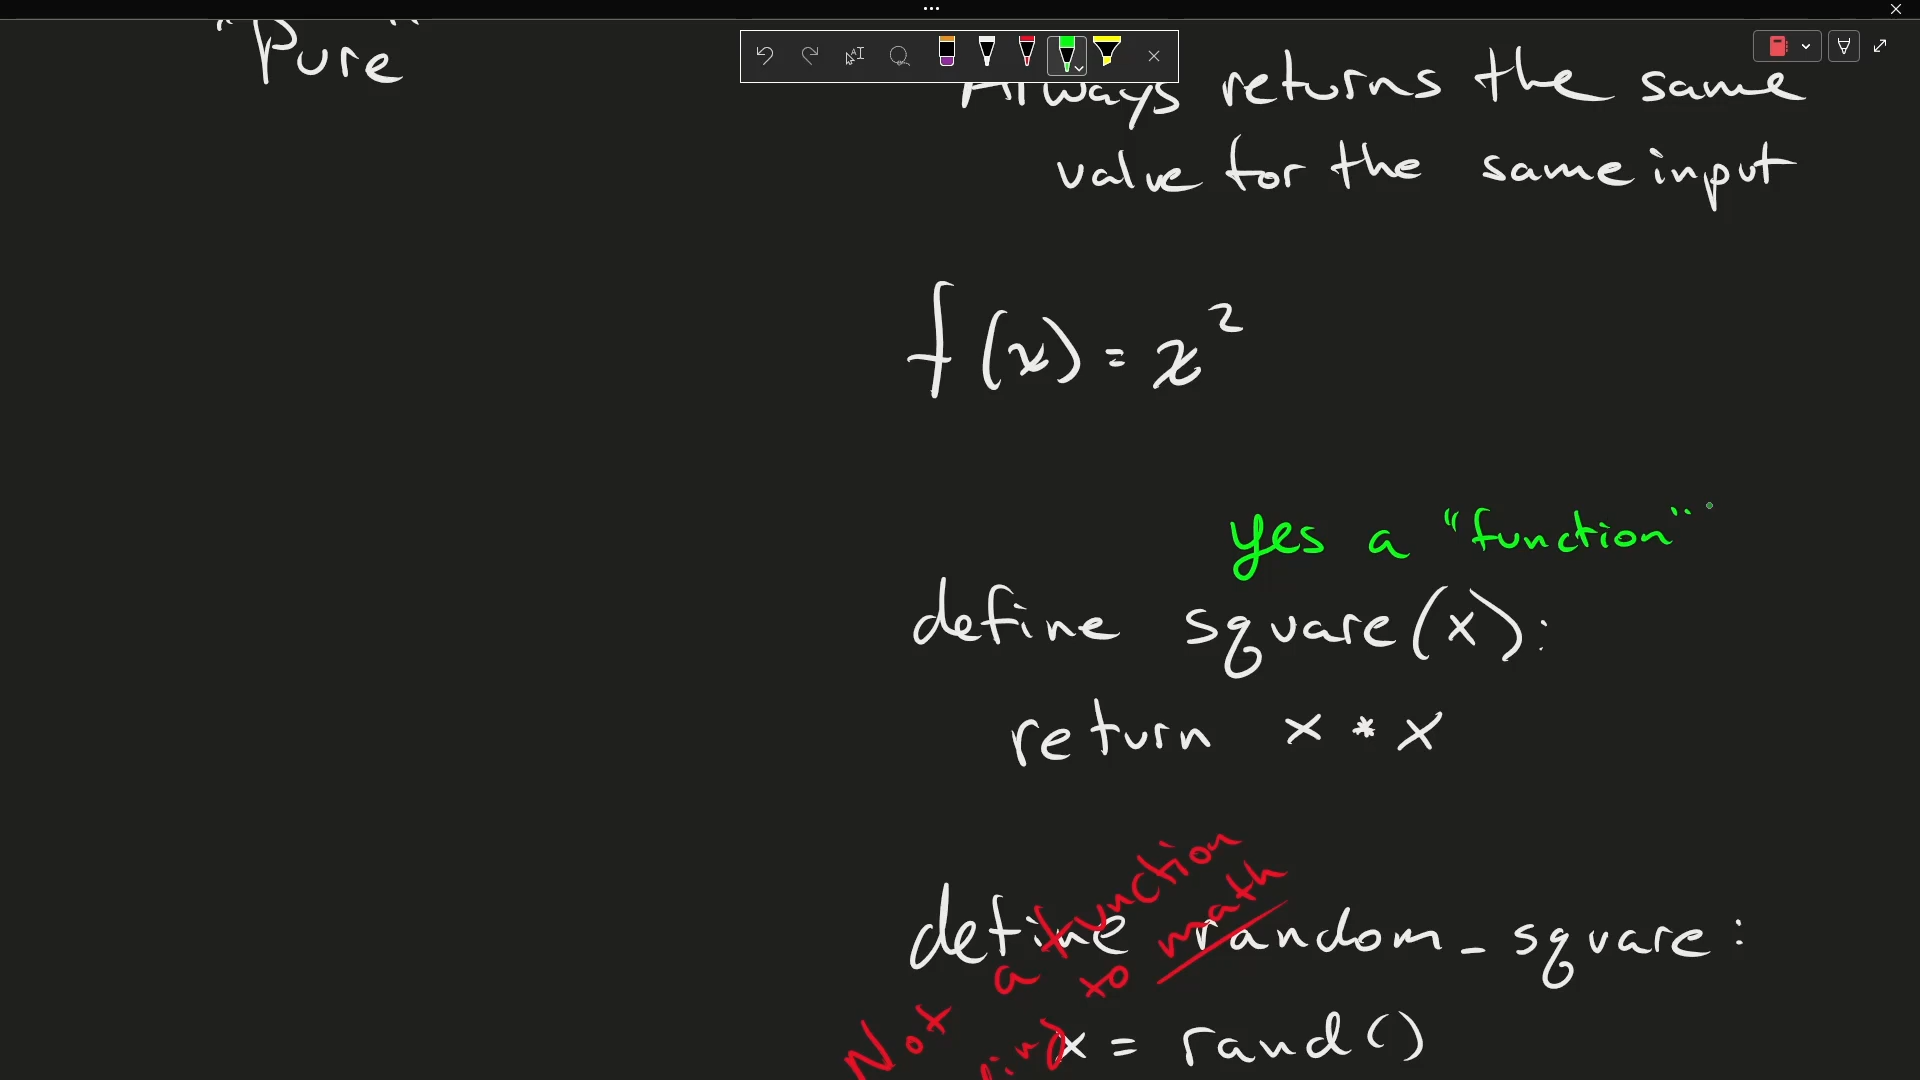 "Pure"
Always returns the same
value for the same input
f(x) = x²
yes a "function"
define square(x):
return x * x
Not a function
to math
define random_square:
x = rand()